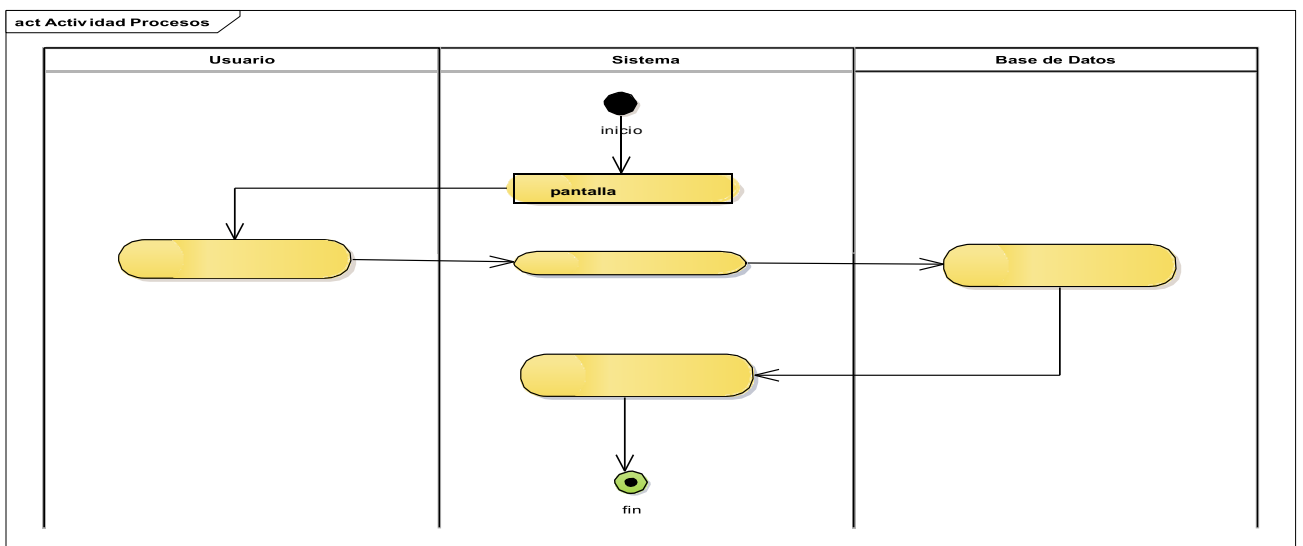 act Actividad Procesos
Usuario
Sistema
Base de Datos
inicio
pantalla
fin